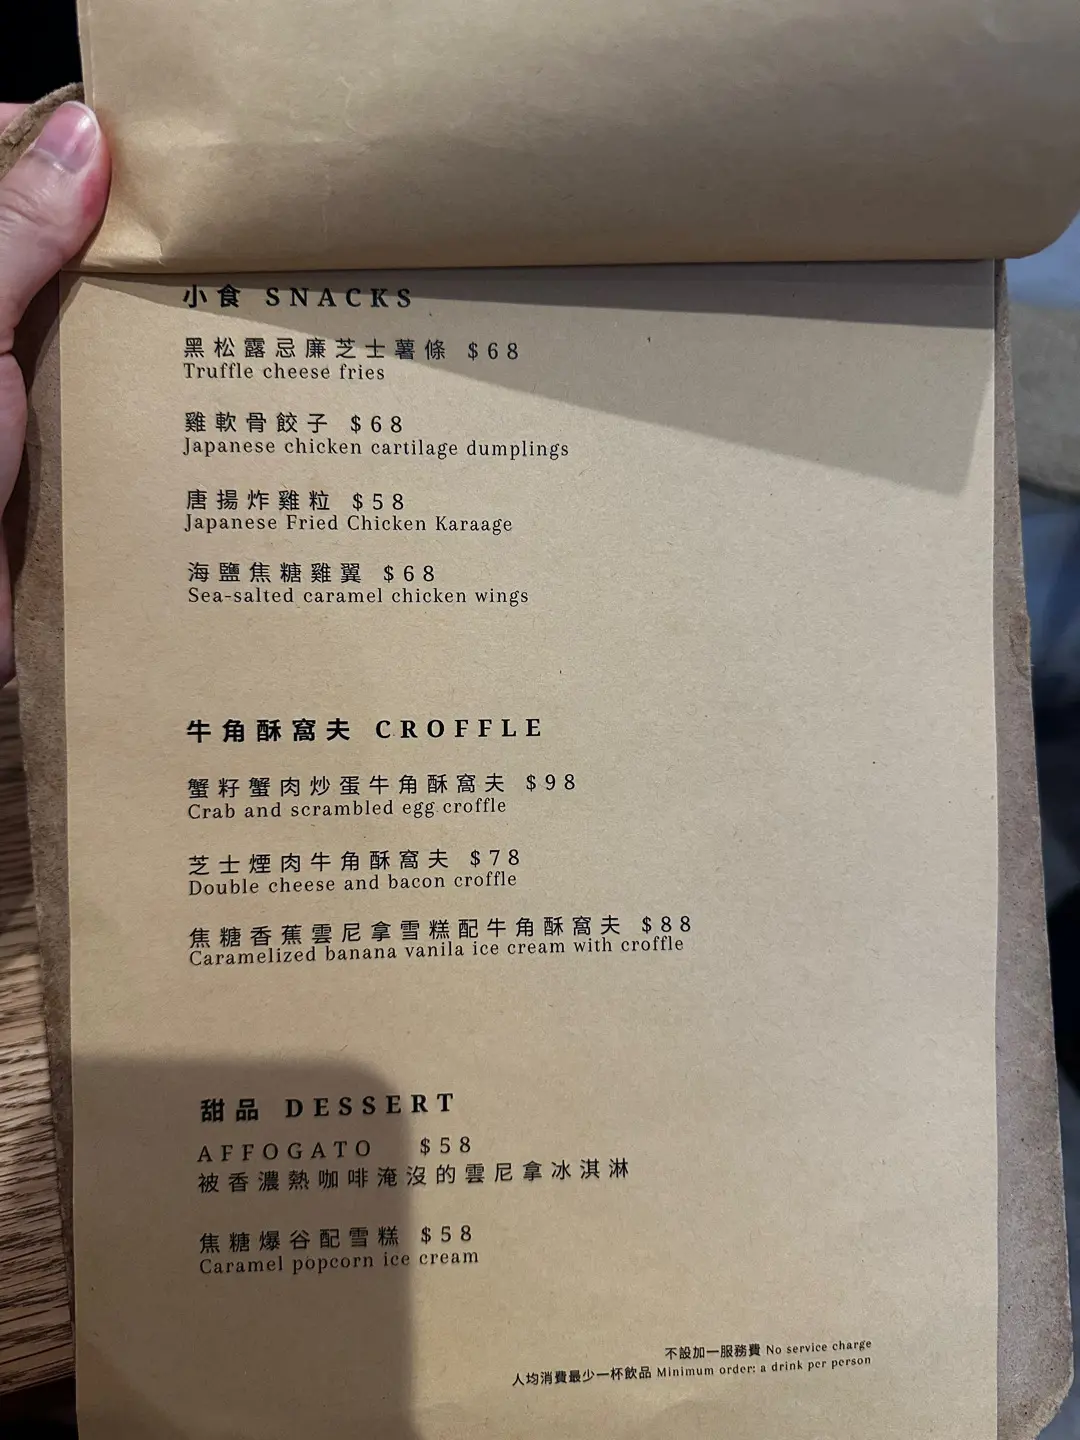 小食 SNACKS
黑松露忌廉芝士薯條 $68
Truffle cheese fries
雞軟骨餃子 $68
Japanese chicken cartilage dumplings
唐揚炸雞粒 $58
Japanese Fried Chicken Karaage
海鹽焦糖雞翼 $68
Sea-salted caramel chicken wings
牛角酥窩夫 CROFFLE
蟹籽蟹肉炒蛋牛角酥窩夫 $98
Crab and scrambled egg croffle
芝士煙肉牛角酥窩夫 $78
Double cheese and bacon croffle
焦糖香蕉雲尼拿雪糕配牛角酥窩夫 $88
Caramelized banana vanila ice cream with croffle
甜品 DESSERT
AFFOGATO $58
被香濃熱咖啡淹沒的雲尼拿冰淇淋
焦糖爆谷配雪糕 $58
Caramel popcorn ice cream
不設加一服務費 No service charge
人均消費最少一杯飲品 Minimum order: a drink per person